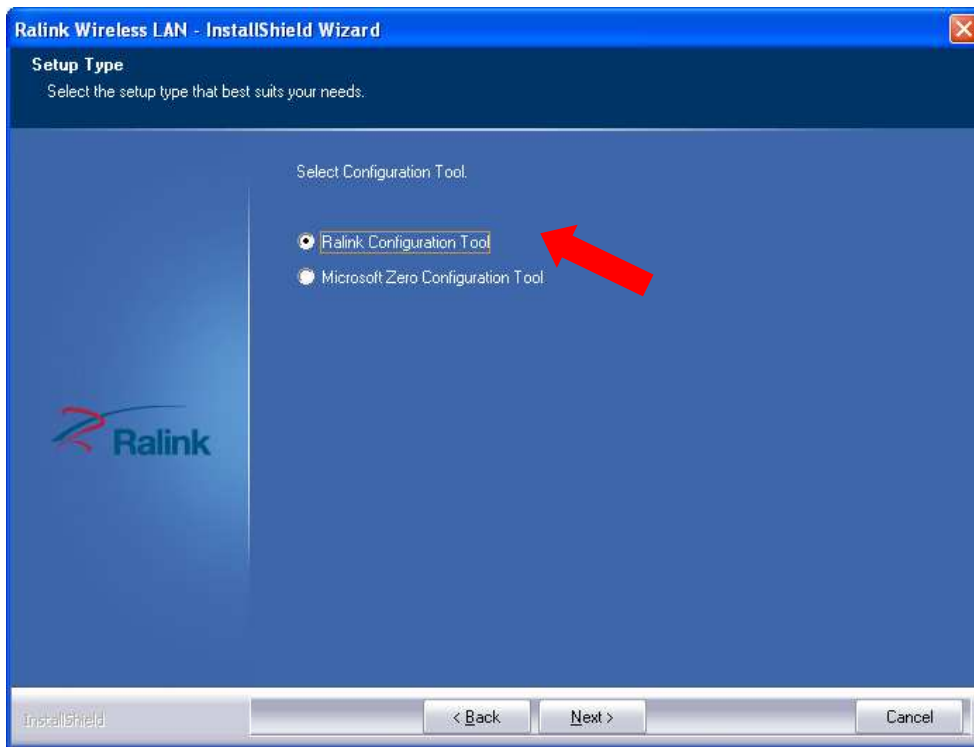 Ralink Wireless LAN - InstallShield Wizard
Setup Type
Select the setup type that best suits your needs.
Select Configuration Tool.
Ralink Configuration Tool
Microsoft Zero Configuration Tool
Ralink
InstallShield
< Back
Next >
Cancel